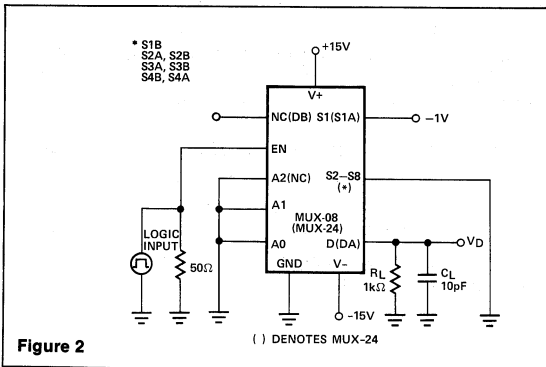 * S1B
S2A, S2B
S3A, S3B
S4B, S4A
+15V
V+
NC(DB) S1(S1A)
−1V
EN
A2(NC) S2–S8
(*)
A1
MUX-08
(MUX-24)
LOGIC
INPUT
A0 D(DA)
VD
50Ω
GND V−
RL
1kΩ
CL
10pF
−15V
( ) DENOTES MUX-24
Figure 2